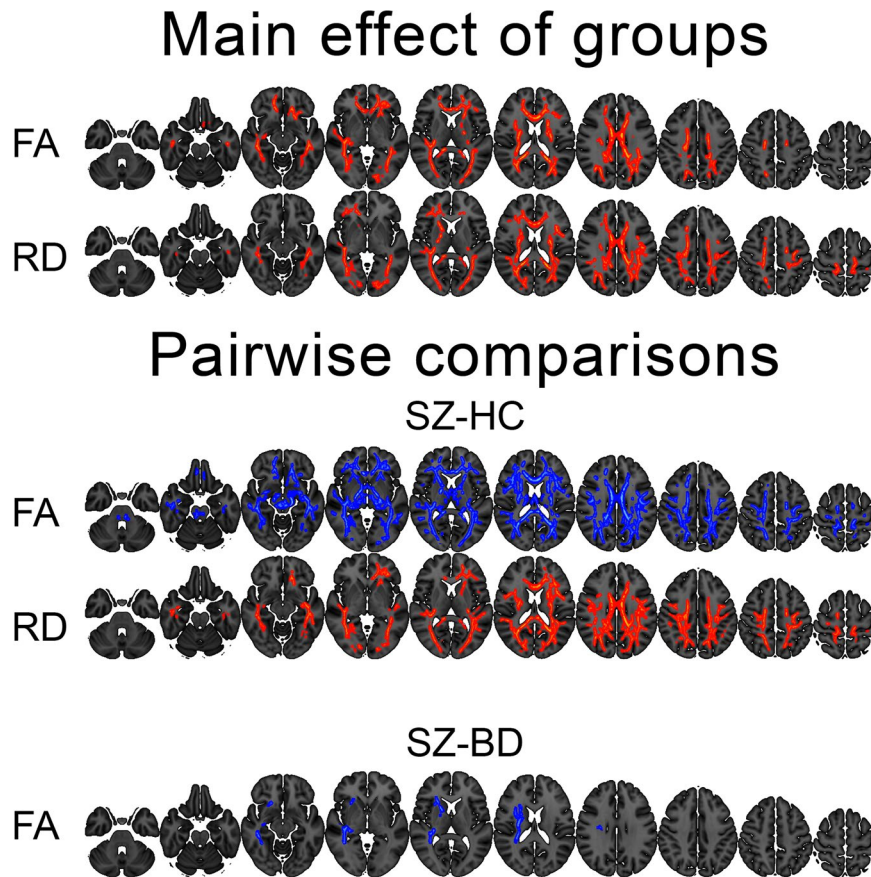 Main effect of groups
FA
RD
Pairwise comparisons
SZ-HC
FA
RD
SZ-BD
FA